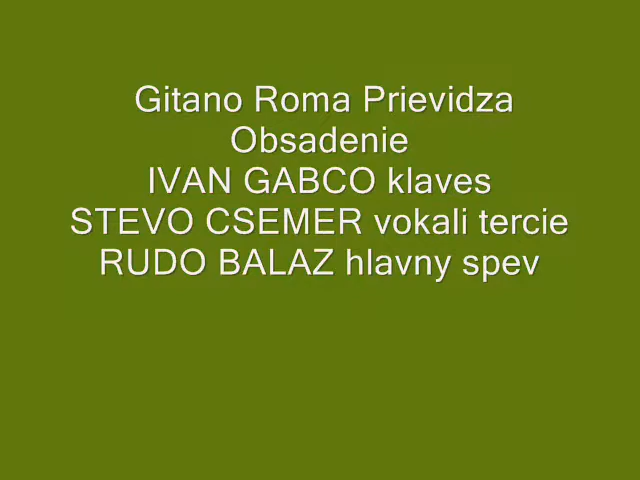 Gitano Roma Prievidza
Obsadenie
IVAN GABCO klaves
STEVO CSEMER vokali tercie
RUDO BALAZ hlavny spev